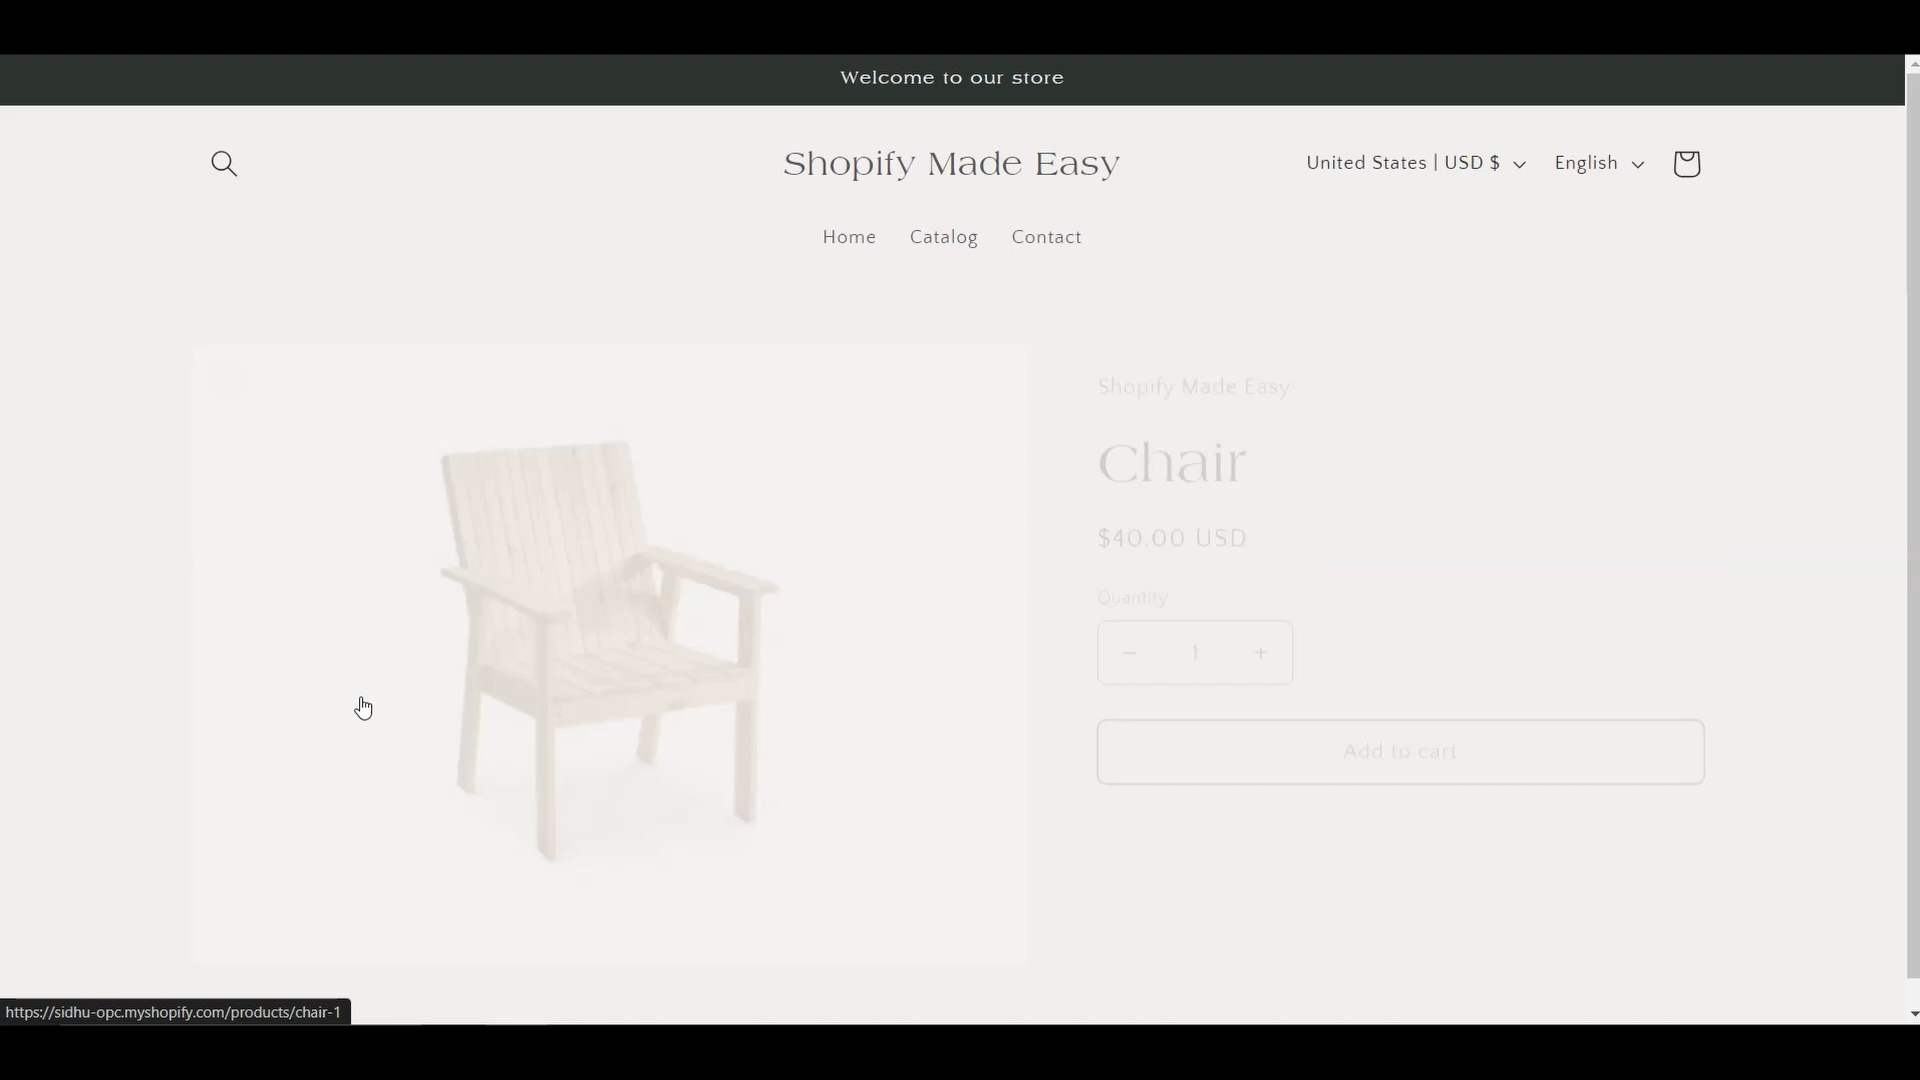 Welcome to our store
Shopify Made Easy
United States | USD $
English
Home
Catalog
Contact
Shopify Made Easy
Chair
$40.00 USD
Quantity
− 1 +
Add to cart
https://sidhu-opc.myshopify.com/products/chair-1